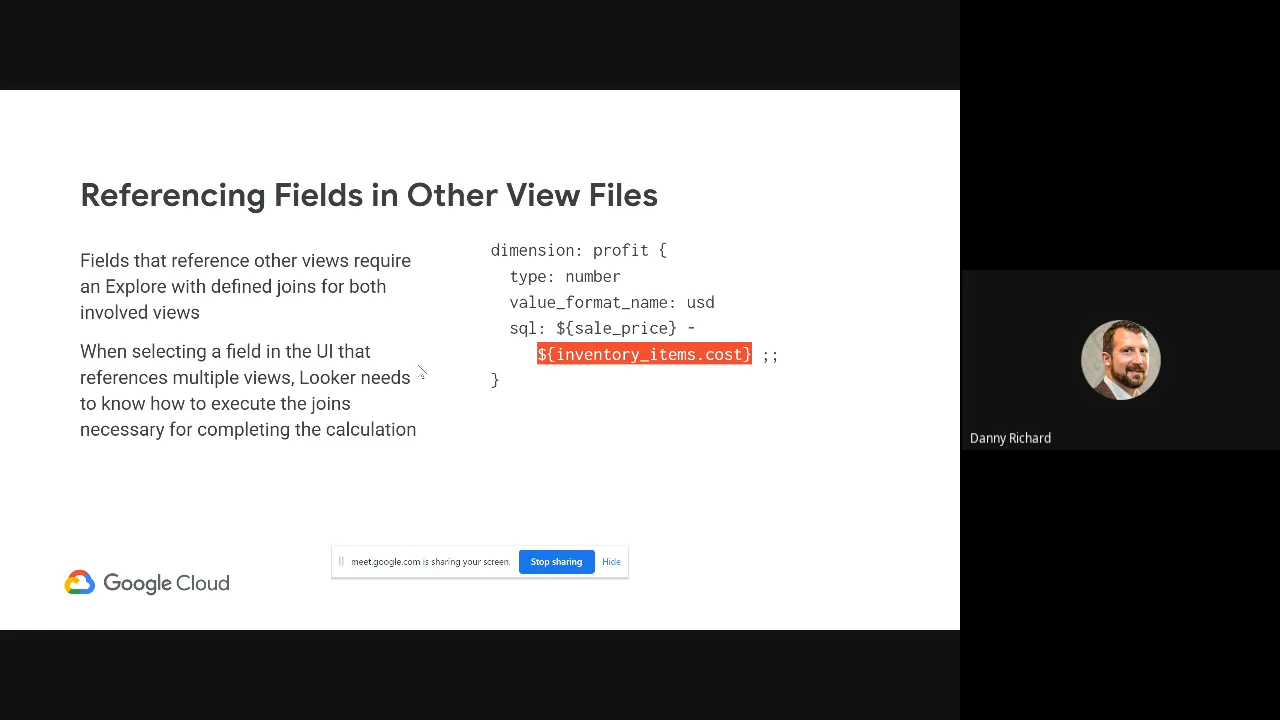 Referencing Fields in Other View Files
Fields that reference other views require
an Explore with defined joins for both
involved views
When selecting a field in the UI that
references multiple views, Looker needs
to know how to execute the joins
necessary for completing the calculation
dimension: profit {
type: number
value_format_name: usd
sql: ${sale_price} -
${inventory_items.cost} ;;
}
meet.google.com is sharing your screen. Stop sharing Hide
Google Cloud
Danny Richard